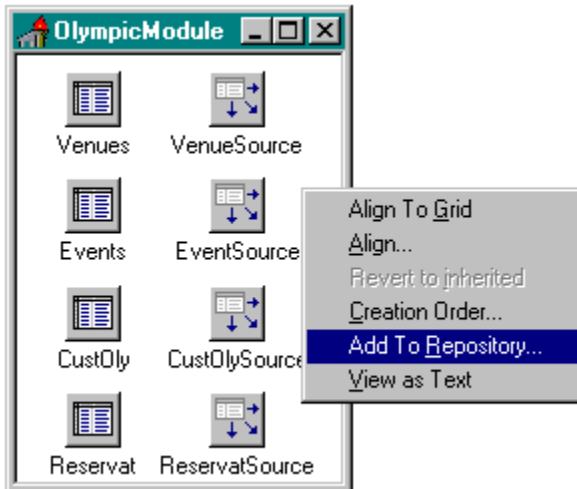 OlympicModule
Venues VenueSource
Events EventSource
CustOly CustOlySource
Reservat ReservatSource
Align To Grid
Align...
Revert to inherited
Creation Order...
Add To Repository...
View as Text